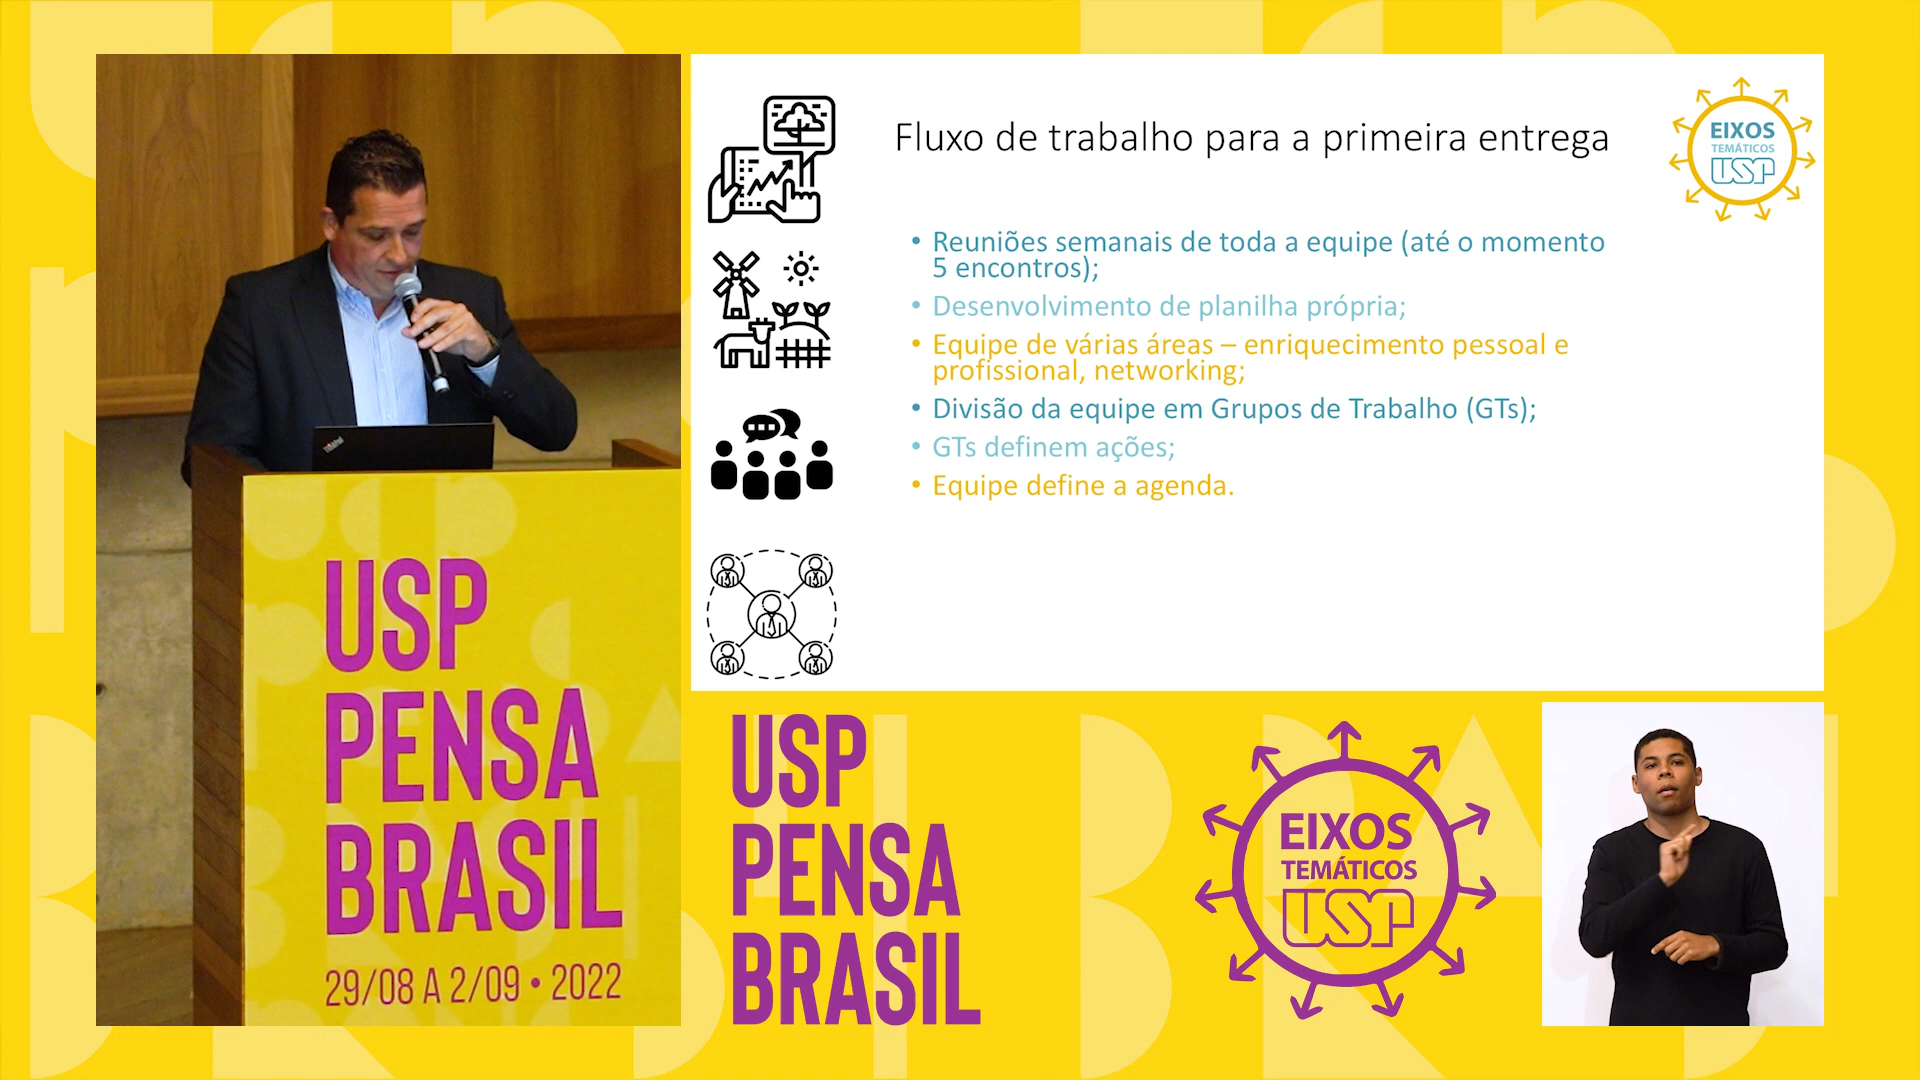 USP
PENSA
BRASIL
29/08 A 2/09 • 2022
Fluxo de trabalho para a primeira entrega
EIXOS
TEMÁTICOS
USP
• Reuniões semanais de toda a equipe (até o momento
5 encontros);
• Desenvolvimento de planilha própria;
• Equipe de várias áreas – enriquecimento pessoal e
profissional, networking;
• Divisão da equipe em Grupos de Trabalho (GTs);
• GTs definem ações;
• Equipe define a agenda.
USP
PENSA
BRASIL
EIXOS
TEMÁTICOS
USP